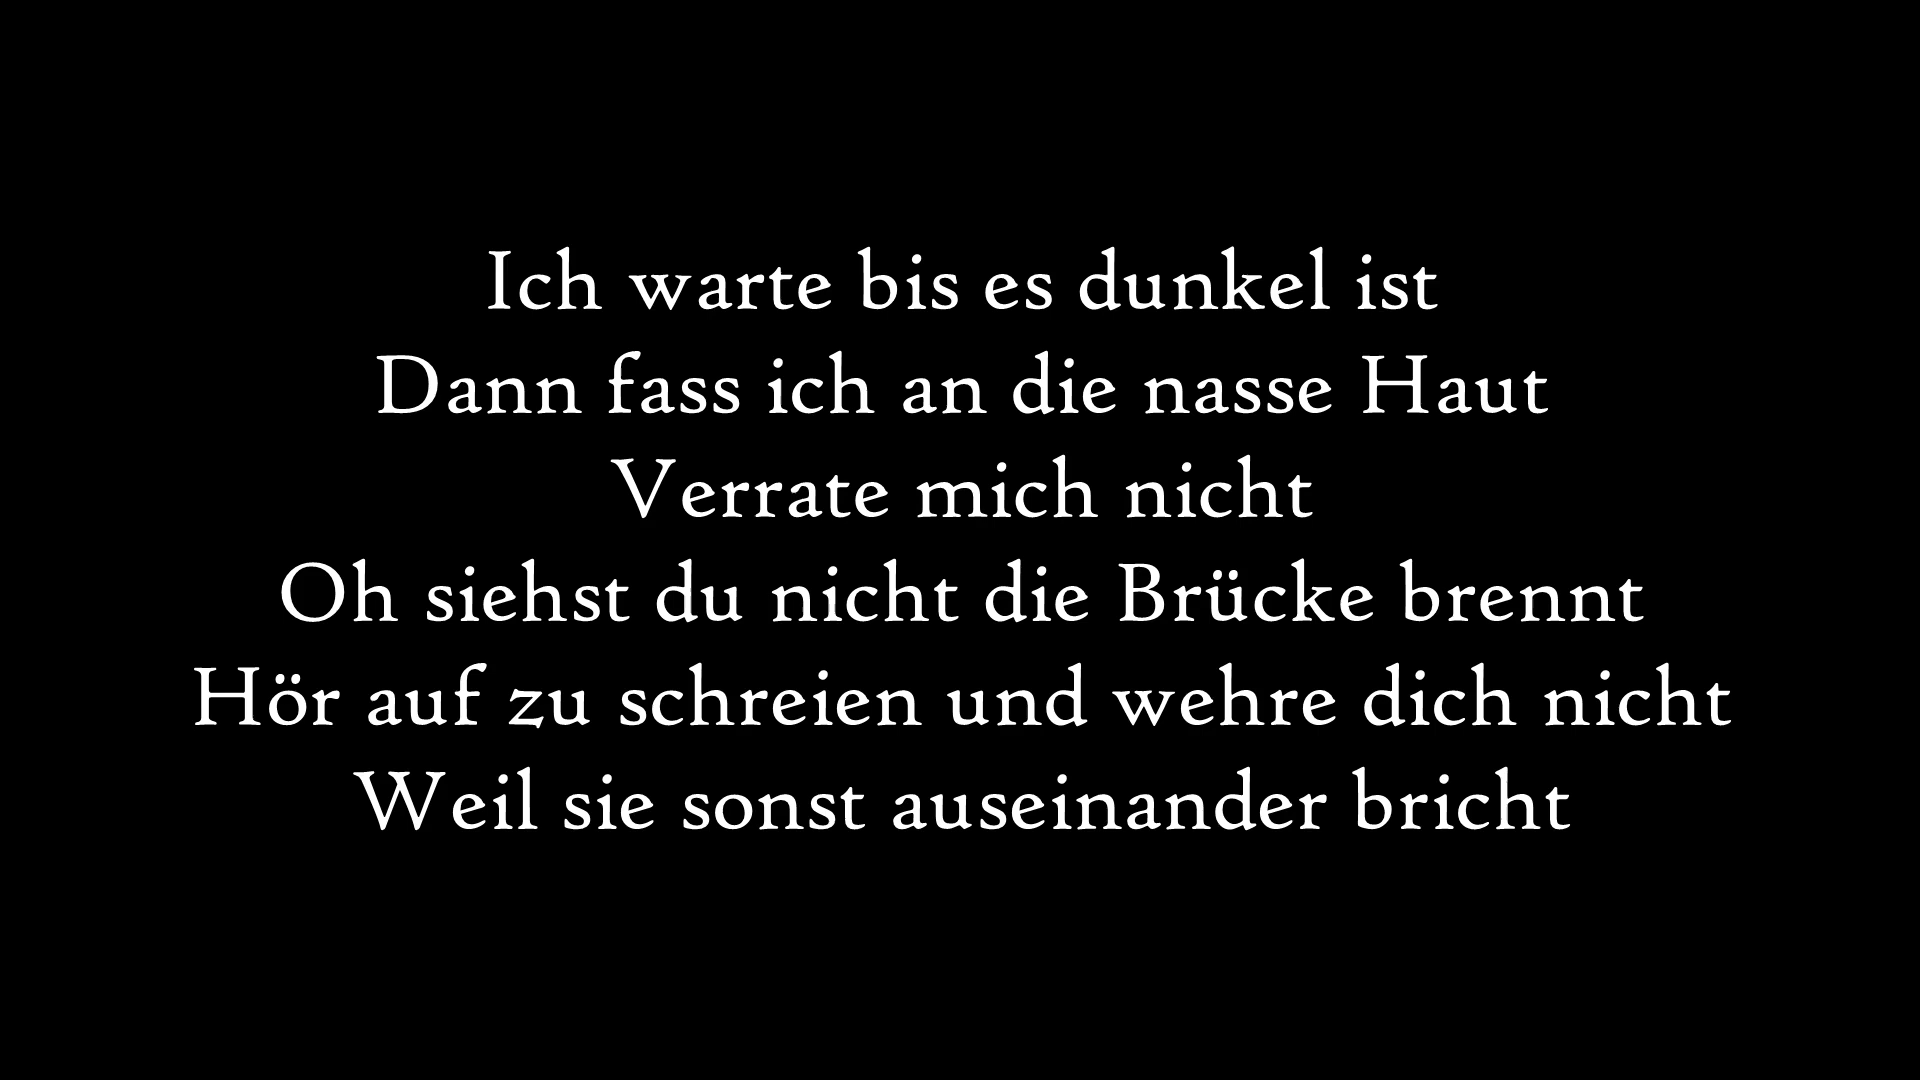 Ich warte bis es dunkel ist
Dann fass ich an die nasse Haut
Verrate mich nicht
Oh siehst du nicht die Brücke brennt
Hör auf zu schreien und wehre dich nicht
Weil sie sonst auseinander bricht